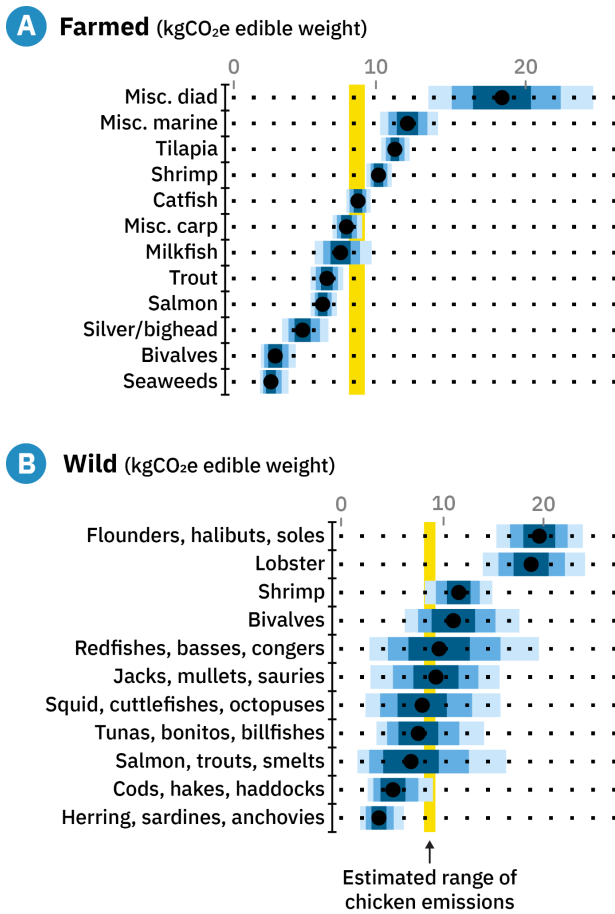 A Farmed (kgCO₂e edible weight)
0 10 20
Misc. diad
Misc. marine
Tilapia
Shrimp
Catfish
Misc. carp
Milkfish
Trout
Salmon
Silver/bighead
Bivalves
Seaweeds
B Wild (kgCO₂e edible weight)
0 10 20
Flounders, halibuts, soles
Lobster
Shrimp
Bivalves
Redfishes, basses, congers
Jacks, mullets, sauries
Squid, cuttlefishes, octopuses
Tunas, bonitos, billfishes
Salmon, trouts, smelts
Cods, hakes, haddocks
Herring, sardines, anchovies
Estimated range of
chicken emissions